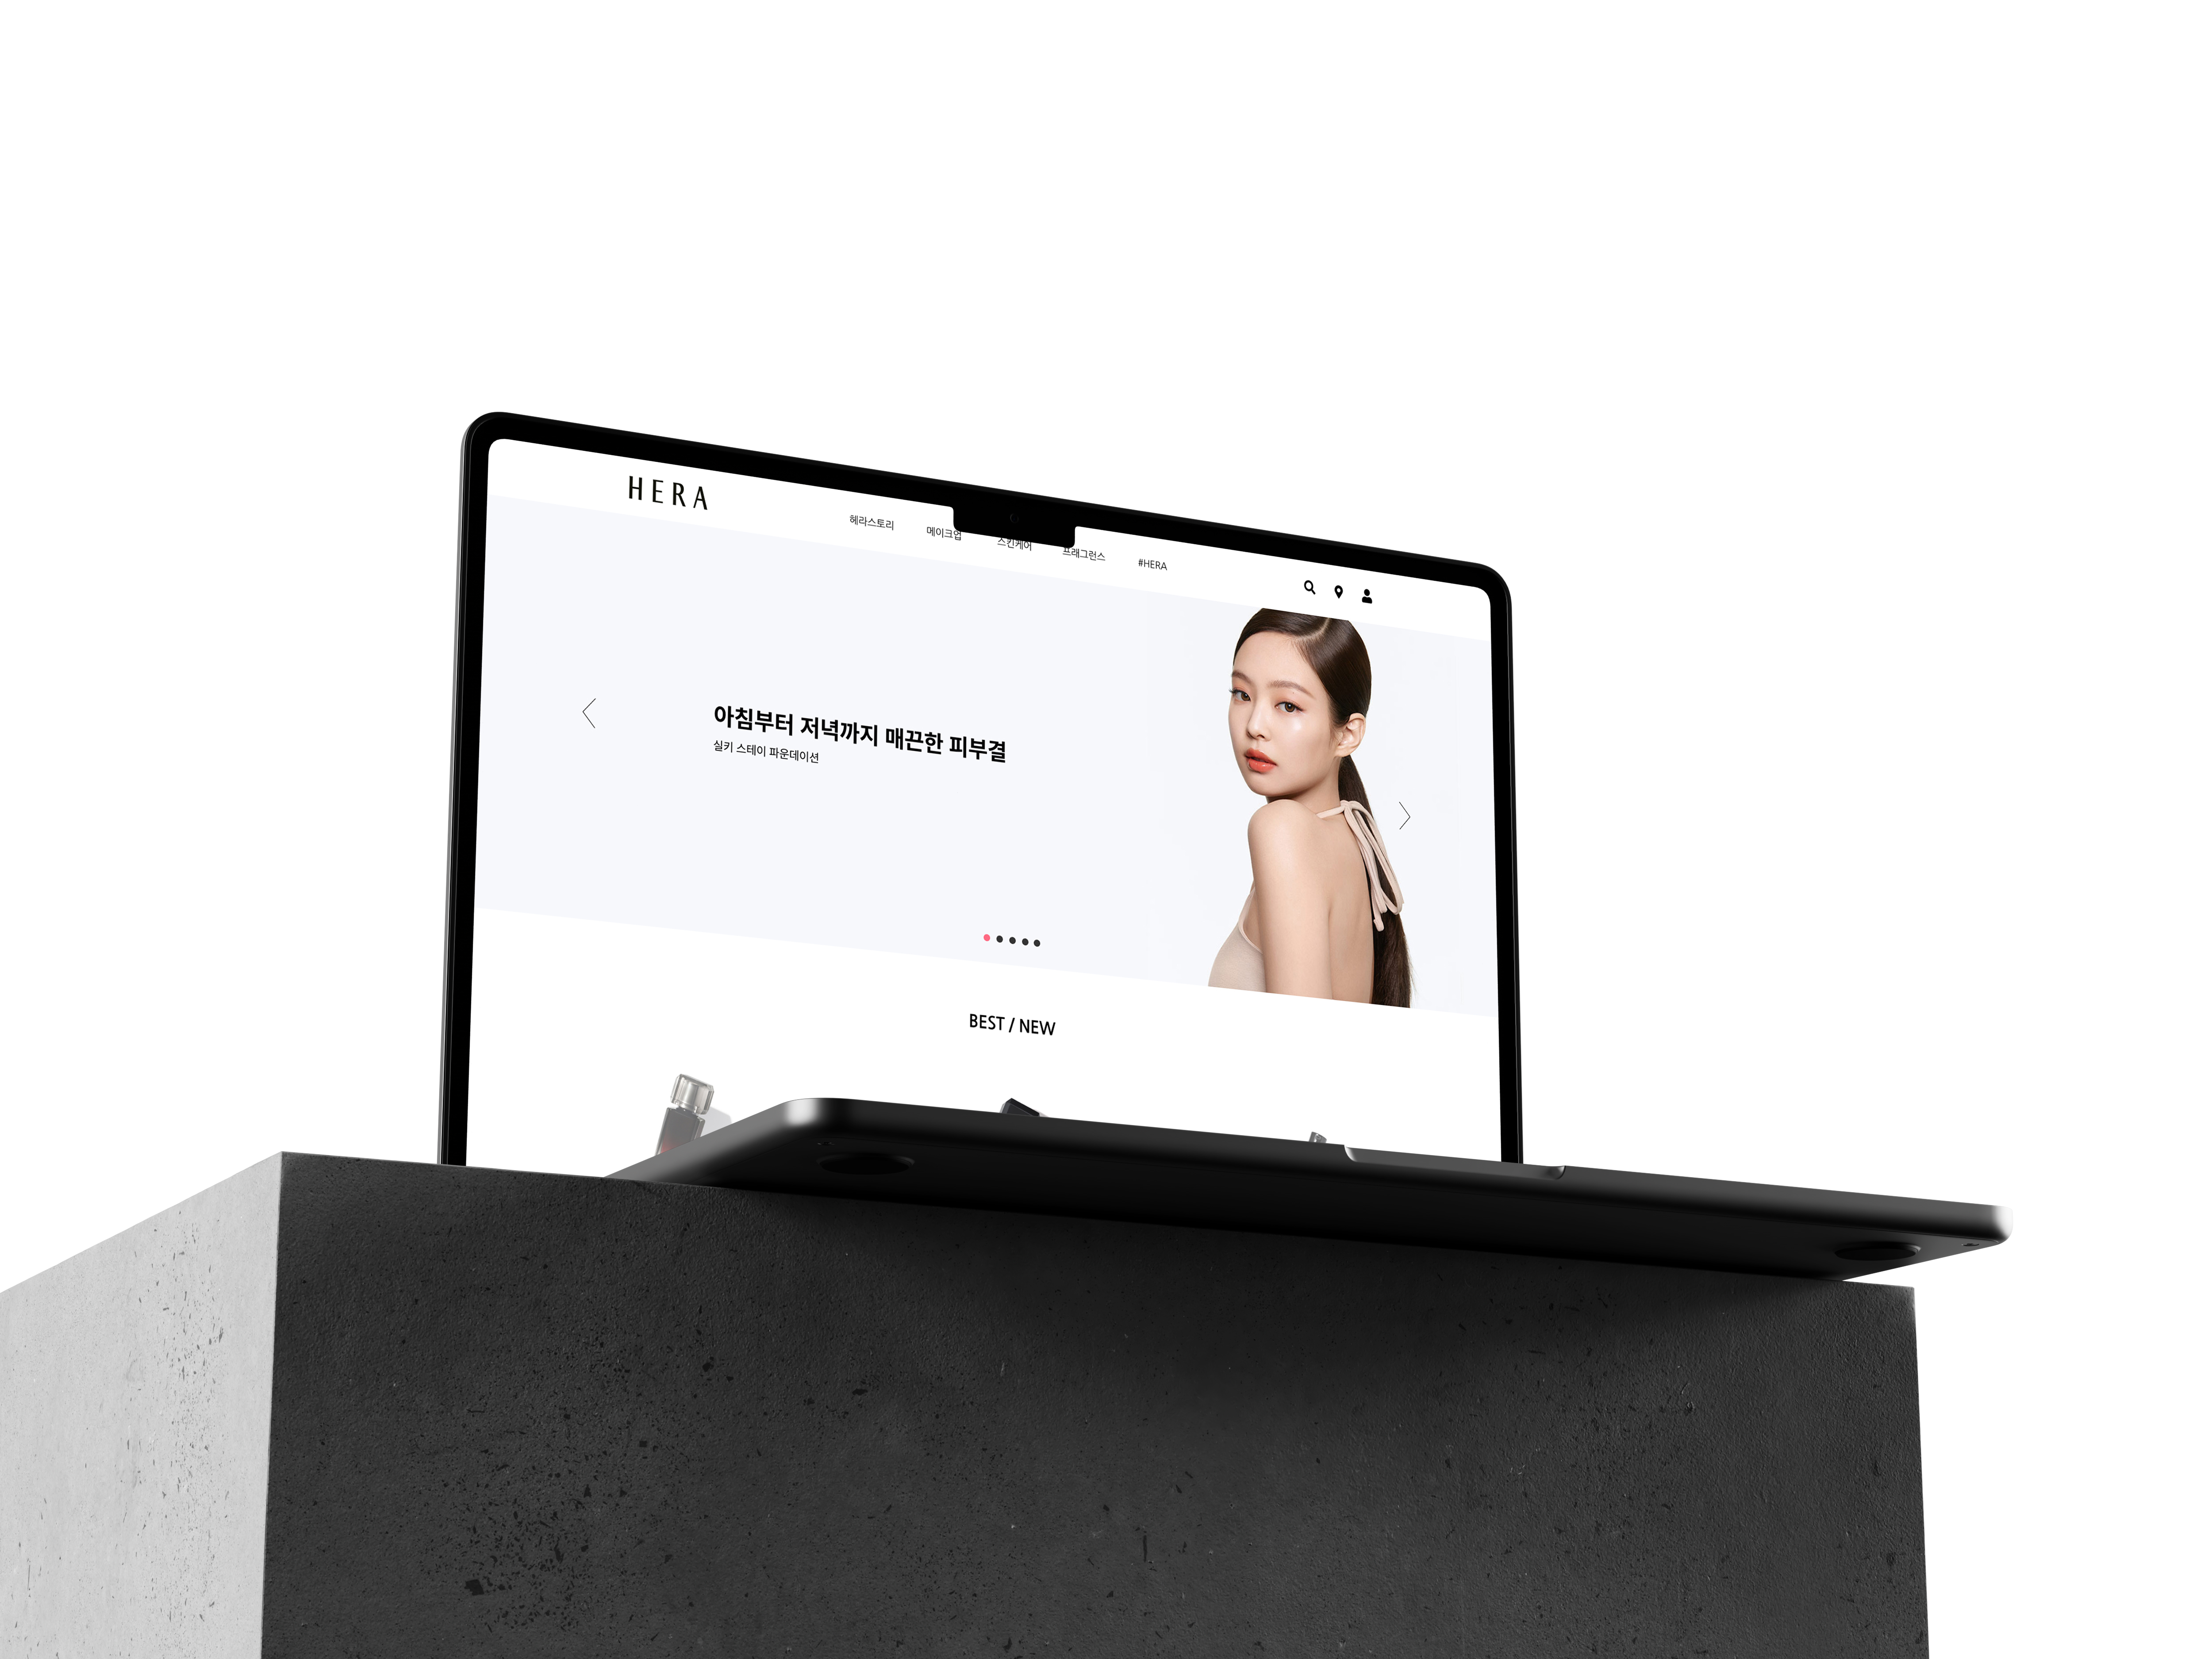 HERA
헤라스토리 메이크업 스킨케어 프래그런스 #HERA
아침부터 저녁까지 매끈한 피부결
실키 스테이 파운데이션
BEST / NEW